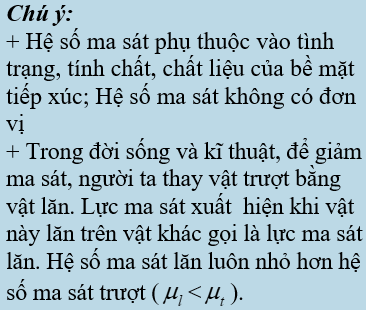 Chú ý:
+ Hệ số ma sát phụ thuộc vào tình
trạng, tính chất, chất liệu của bề mặt
tiếp xúc; Hệ số ma sát không có đơn
vị
+ Trong đời sống và kĩ thuật, để giảm
ma sát, người ta thay vật trượt bằng
vật lăn. Lực ma sát xuất hiện khi vật
này lăn trên vật khác gọi là lực ma sát
lăn. Hệ số ma sát lăn luôn nhỏ hơn hệ
số ma sát trượt ( μ_l < μ_t ).